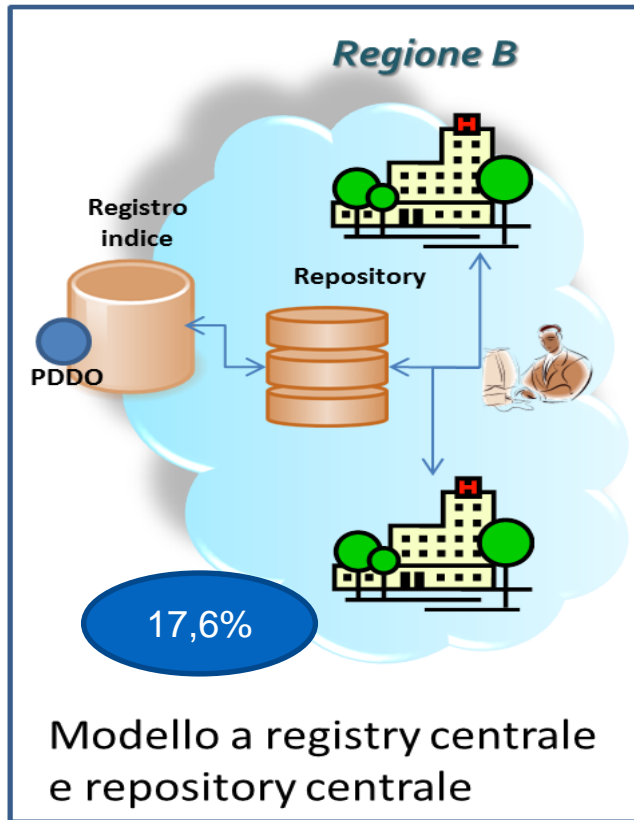 Regione B
H
Registro
indice
Repository
PDDO
H
17,6%
Modello a registry centrale
e repository centrale